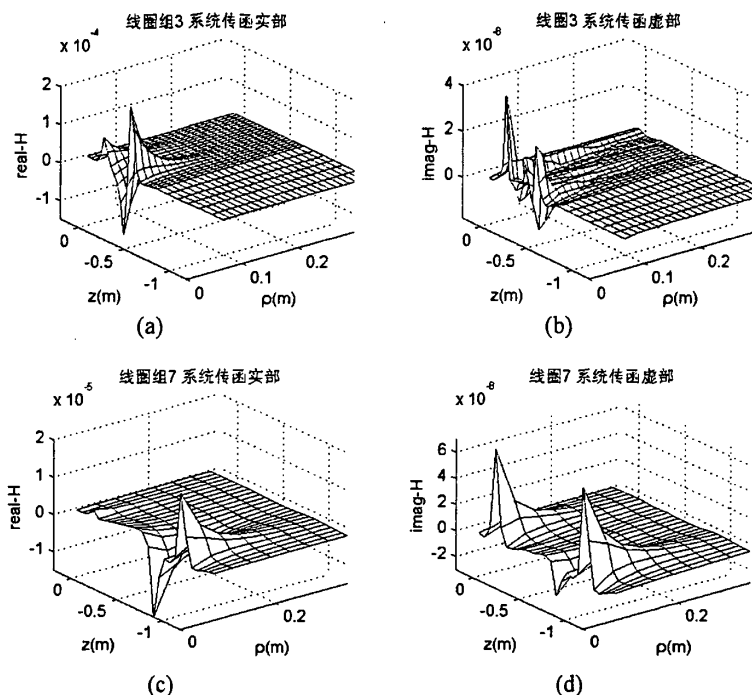 线圈组3 系统传函实部
x 10⁻⁴
2
1
0
-1
real-H
0
-0.5
-1
z(m)
0
0.1
0.2
ρ(m)
(a)
线圈3 系统传函虚部
x 10⁻⁸
4
2
0
imag-H
0
-0.5
-1
z(m)
0
0.1
0.2
ρ(m)
(b)
线圈组7 系统传函实部
x 10⁻⁵
2
1
0
-1
real-H
0
-0.5
-1
z(m)
0
0.2
ρ(m)
(c)
线圈7 系统传函虚部
x 10⁻⁸
6
4
2
0
-2
imag-H
0
-0.5
-1
z(m)
0
0.2
ρ(m)
(d)